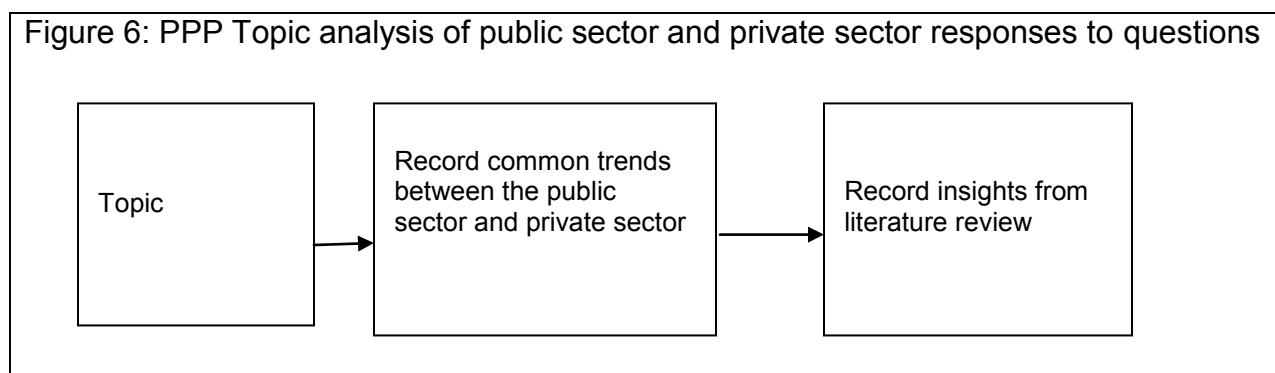 Figure 6: PPP Topic analysis of public sector and private sector responses to questions
Topic
Record common trends
between the public
sector and private sector
Record insights from
literature review